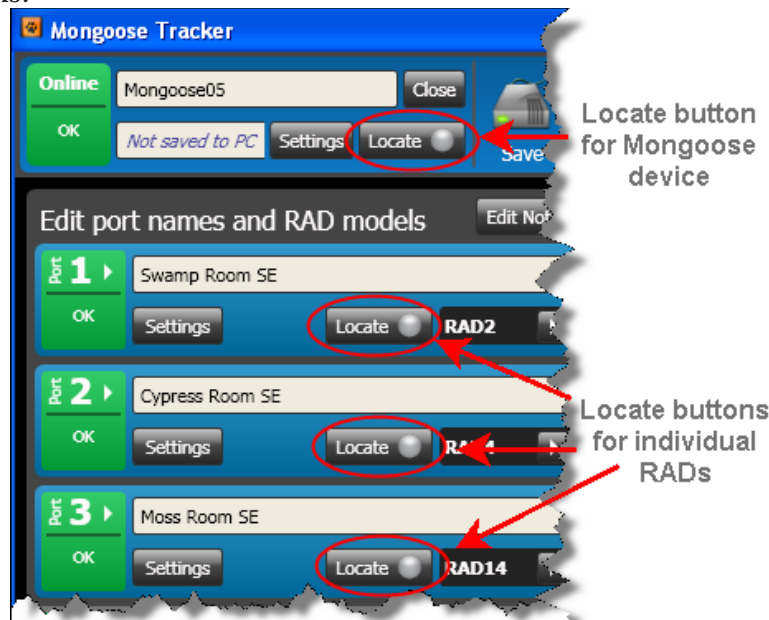 Mongoose Tracker
Online
Mongoose05
Close
OK
Not saved to PC
Settings
Locate
Save
Locate button
for Mongoose
device
Edit port names and RAD models
Port 1
Swamp Room SE
OK
Settings
Locate
RAD2
Port 2
Cypress Room SE
OK
Settings
Locate
Locate buttons
for individual
RADs
Port 3
Moss Room SE
OK
Settings
Locate
RAD14